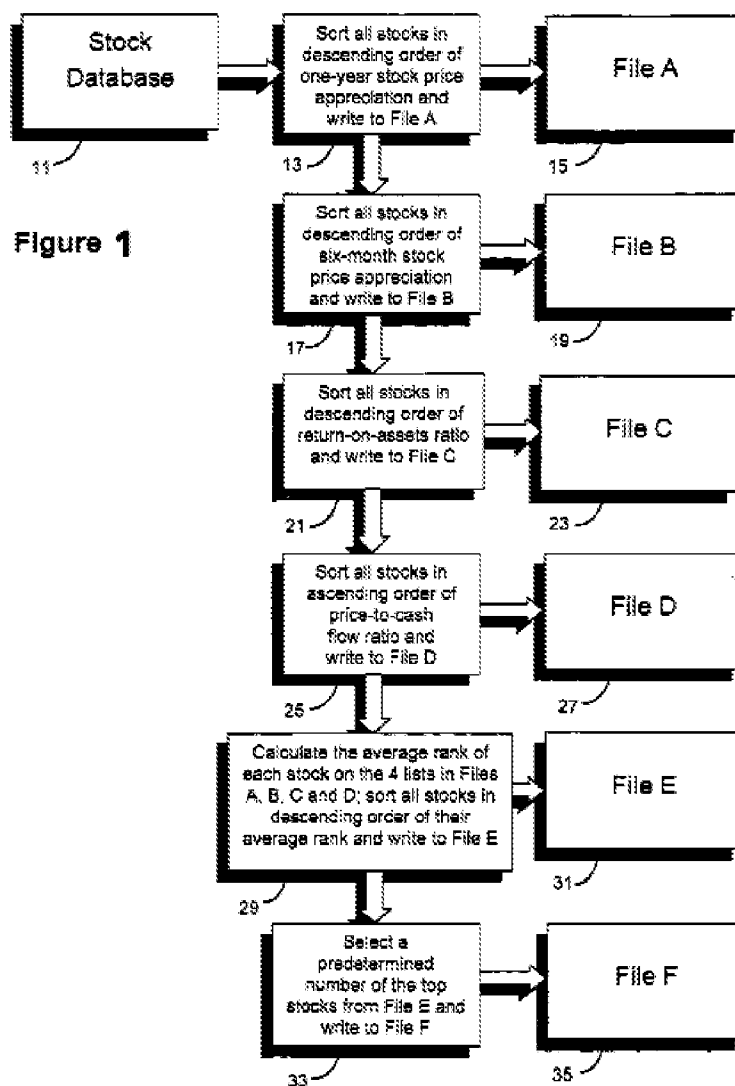 Stock
Database
11
Sort all stocks in
descending order of
one-year stock price
appreciation and
write to File A
13
File A
15
Figure 1
Sort all stocks in
descending order of
six-month stock
price appreciation
and write to File B
17
File B
19
Sort all stocks in
descending order of
return-on-assets ratio
and write to File C
21
File C
23
Sort all stocks in
ascending order of
price-to-cash
flow ratio and
write to File D
25
File D
27
Calculate the average rank of
each stock on the 4 lists in Files
A, B, C and D; sort all stocks in
descending order of their
average rank and write to File E
29
File E
31
Select a
predetermined
number of the top
stocks from File E and
write to File F
33
File F
35